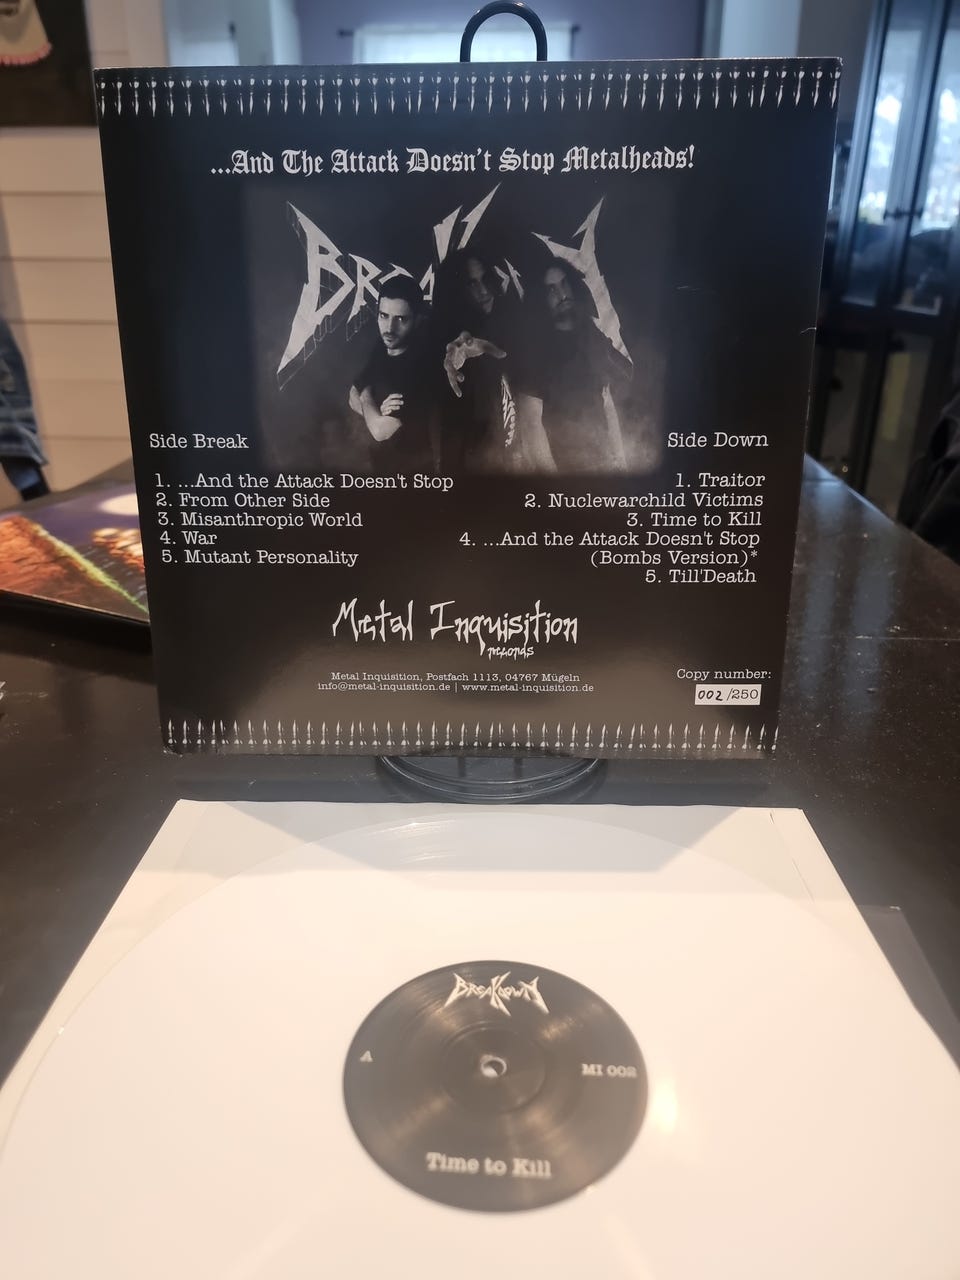 ...And The Attack Doesn't Stop Metalheads!
Side Break
1. ...And the Attack Doesn't Stop
2. From Other Side
3. Misanthropic World
4. War
5. Mutant Personality
Side Down
1. Traitor
2. Nuclewarchild Victims
3. Time to Kill
4. ...And the Attack Doesn't Stop
(Bombs Version)*
5. Till'Death
Metal Inquisition
records
Metal Inquisition, Postfach 1113, 04767 Mügeln
info@metal-inquisition.de | www.metal-inquisition.de
Copy number:
002/250
BREAKDOWN
A
MI 002
Time to Kill